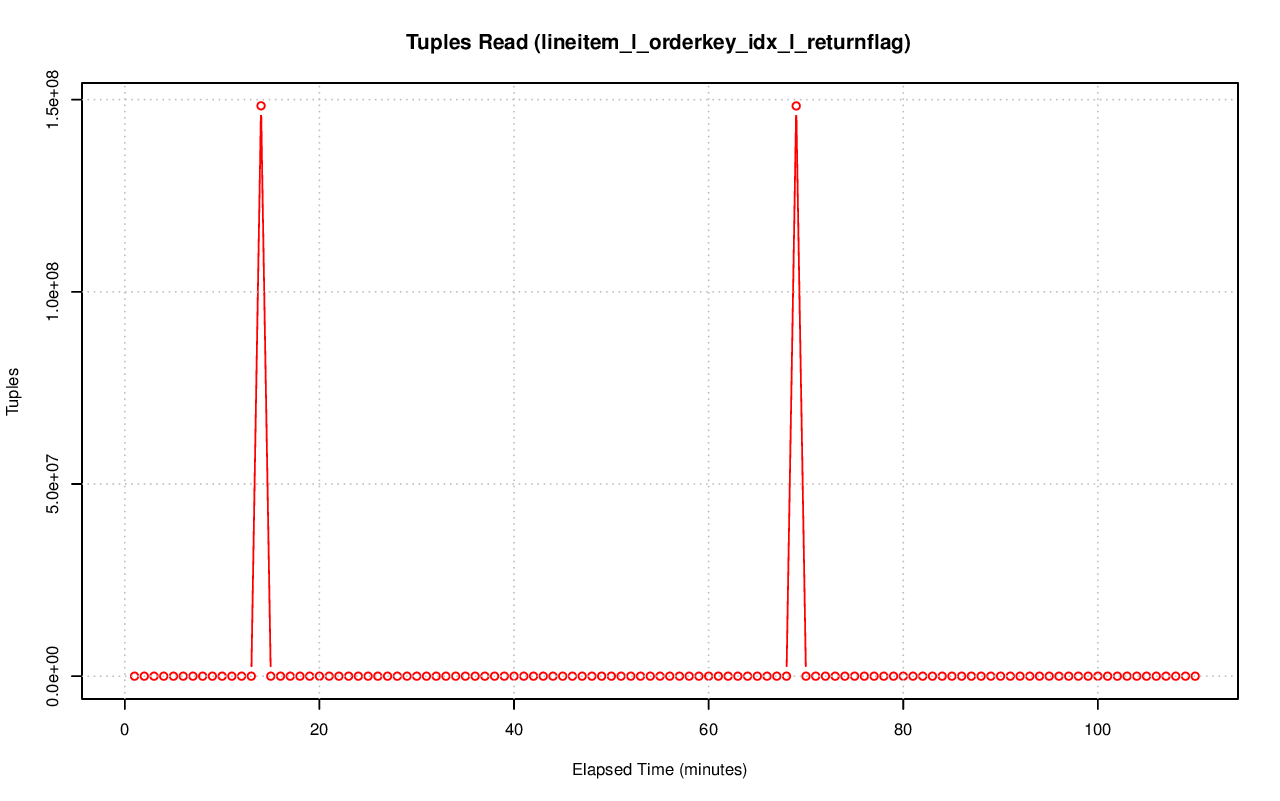 Tuples Read (lineitem_l_orderkey_idx_l_returnflag)
1.5e+08
1.0e+08
5.0e+07
0.0e+00
Tuples
0 20 40 60 80 100
Elapsed Time (minutes)